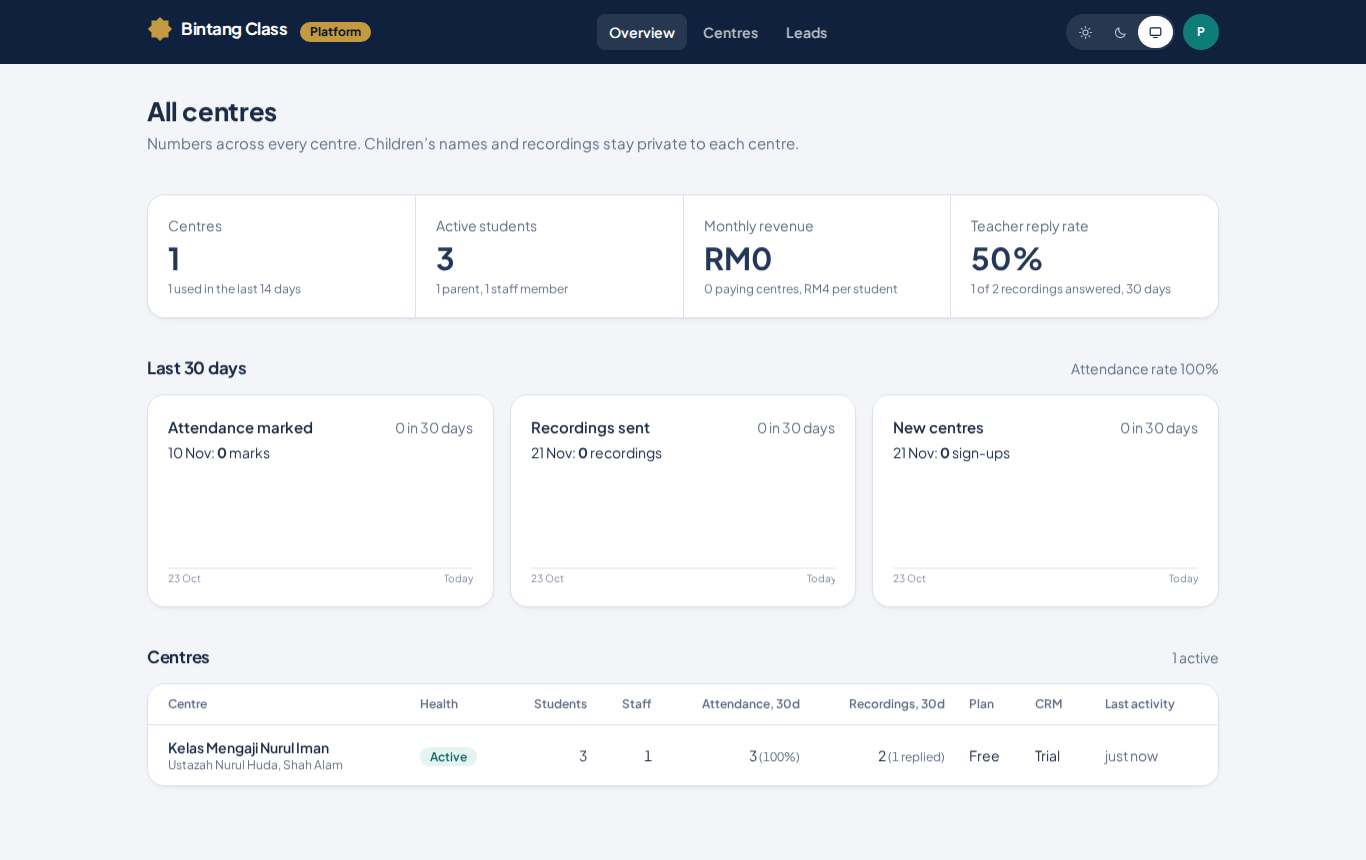 Bintang Class Platform Overview Centres Leads P
All centres
Numbers across every centre. Children's names and recordings stay private to each centre.
Centres
1
1 used in the last 14 days
Active students
3
1 parent, 1 staff member
Monthly revenue
RM0
0 paying centres, RM4 per student
Teacher reply rate
50%
1 of 2 recordings answered, 30 days
Last 30 days
Attendance rate 100%
Attendance marked 0 in 30 days
10 Nov: 0 marks
23 Oct Today
Recordings sent 0 in 30 days
21 Nov: 0 recordings
23 Oct Today
New centres 0 in 30 days
21 Nov: 0 sign-ups
23 Oct Today
Centres
1 active
Centre Health Students Staff Attendance, 30d Recordings, 30d Plan CRM Last activity
Kelas Mengaji Nurul Iman Active 3 1 3 (100%) 2 (1 replied) Free Trial just now
Ustazah Nurul Huda, Shah Alam